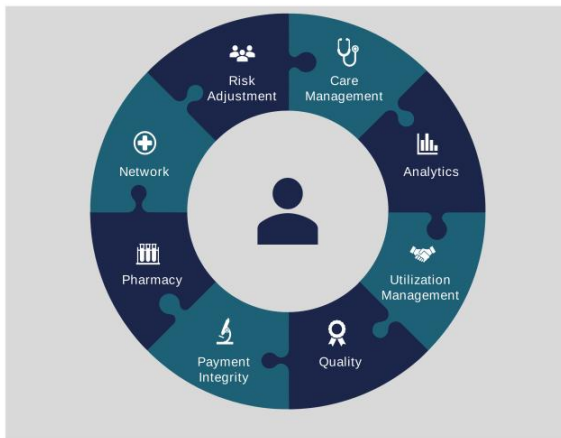 Risk
Adjustment
Care
Management
Analytics
Utilization
Management
Quality
Payment
Integrity
Pharmacy
Network